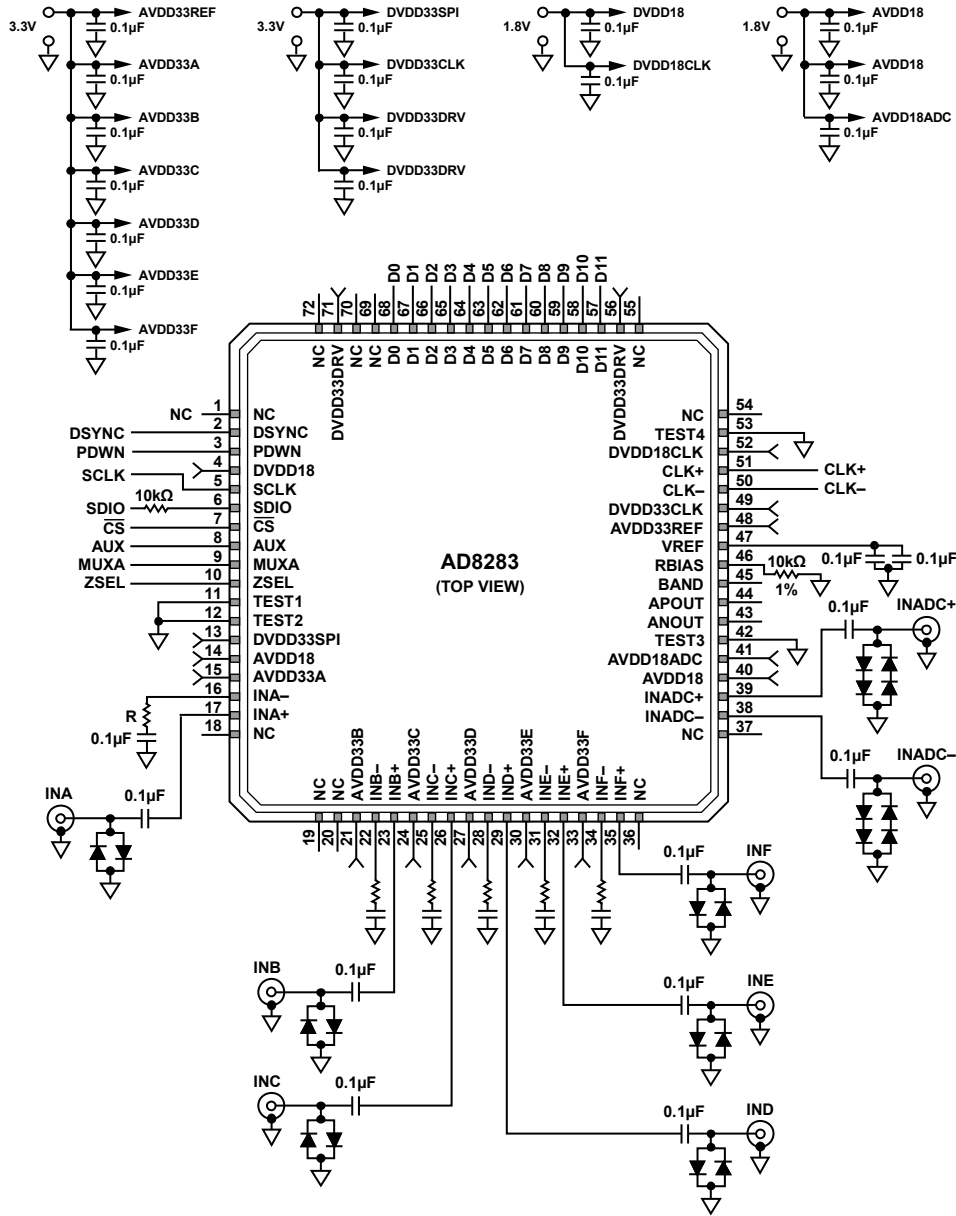 3.3V
AVDD33REF
0.1µF
AVDD33A
0.1µF
AVDD33B
0.1µF
AVDD33C
0.1µF
AVDD33D
0.1µF
AVDD33E
0.1µF
AVDD33F
0.1µF
3.3V
DVDD33SPI
0.1µF
DVDD33CLK
0.1µF
DVDD33DRV
0.1µF
DVDD33DRV
0.1µF
1.8V
DVDD18
0.1µF
DVDD18CLK
0.1µF
1.8V
AVDD18
0.1µF
AVDD18
0.1µF
AVDD18ADC
0.1µF
D0 D1 D2 D3 D4 D5 D6 D7 D8 D9 D10 D11
72 71 70 69 68 67 66 65 64 63 62 61 60 59 58 57 56 55
NC DVDD33DRV NC NC D0 D1 D2 D3 D4 D5 D6 D7 D8 D9 D10 D11 DVDD33DRV NC
NC 1 NC
DSYNC 2 DSYNC
PDWN 3 PDWN
4 DVDD18
SCLK 5 SCLK
SDIO 10kΩ 6 SDIO
CS 7 CS
AUX 8 AUX
MUXA 9 MUXA
ZSEL 10 ZSEL
11 TEST1
12 TEST2
13 DVDD33SPI
14 AVDD18
15 AVDD33A
16 INA–
17 INA+
18 NC
R
0.1µF
INA
0.1µF
AD8283
(TOP VIEW)
NC 54
TEST4 53
DVDD18CLK 52
CLK+ 51 CLK+
CLK– 50 CLK–
DVDD33CLK 49
AVDD33REF 48
VREF 47
0.1µF 0.1µF
RBIAS 46 10kΩ
1%
BAND 45
APOUT 44
ANOUT 43
TEST3 42
AVDD18ADC 41
AVDD18 40
INADC+ 39
INADC– 38
NC 37
0.1µF
INADC+
0.1µF
INADC–
NC NC AVDD33B INB– INB+ AVDD33C INC– INC+ AVDD33D IND– IND+ AVDD33E INE– INE+ AVDD33F INF– INF+ NC
19 20 21 22 23 24 25 26 27 28 29 30 31 32 33 34 35 36
0.1µF
INF
INB
0.1µF
0.1µF
INE
INC
0.1µF
0.1µF
IND